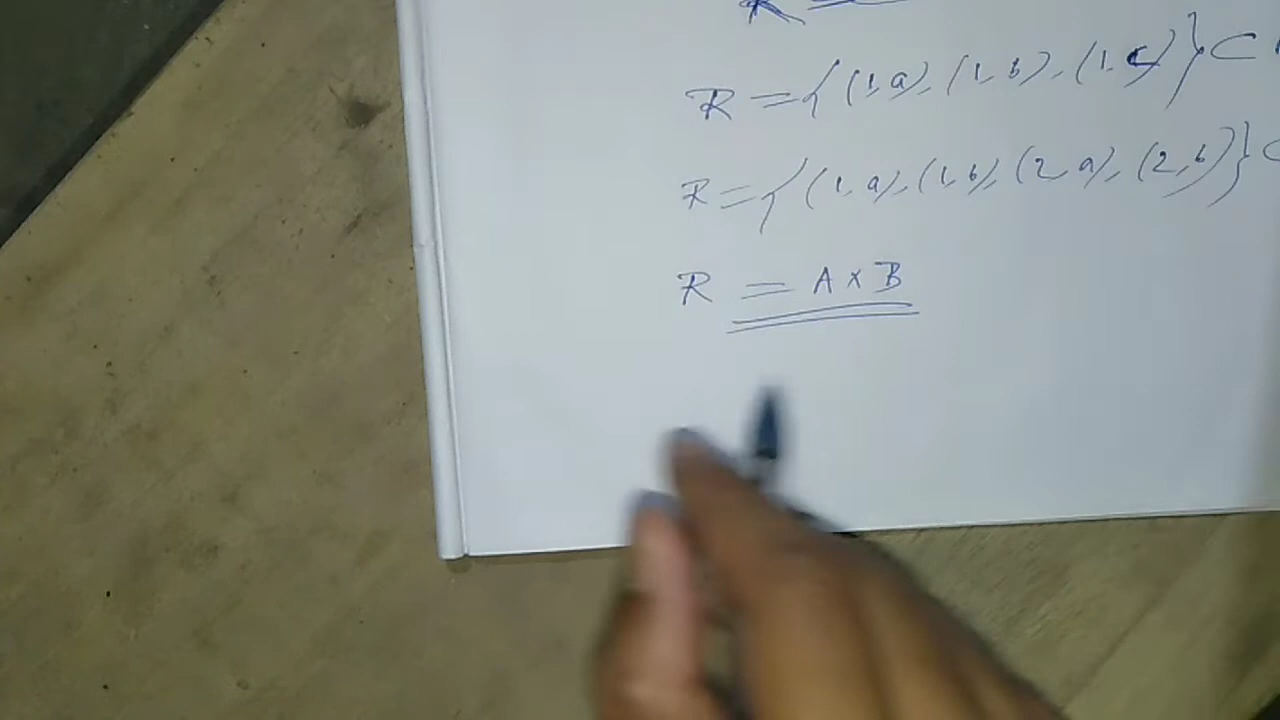 R
R = { (1, a), (1, b), (1, c) } ⊂
R = { (1, a), (1, b), (2, a), (2, b) } ⊂
R = A × B